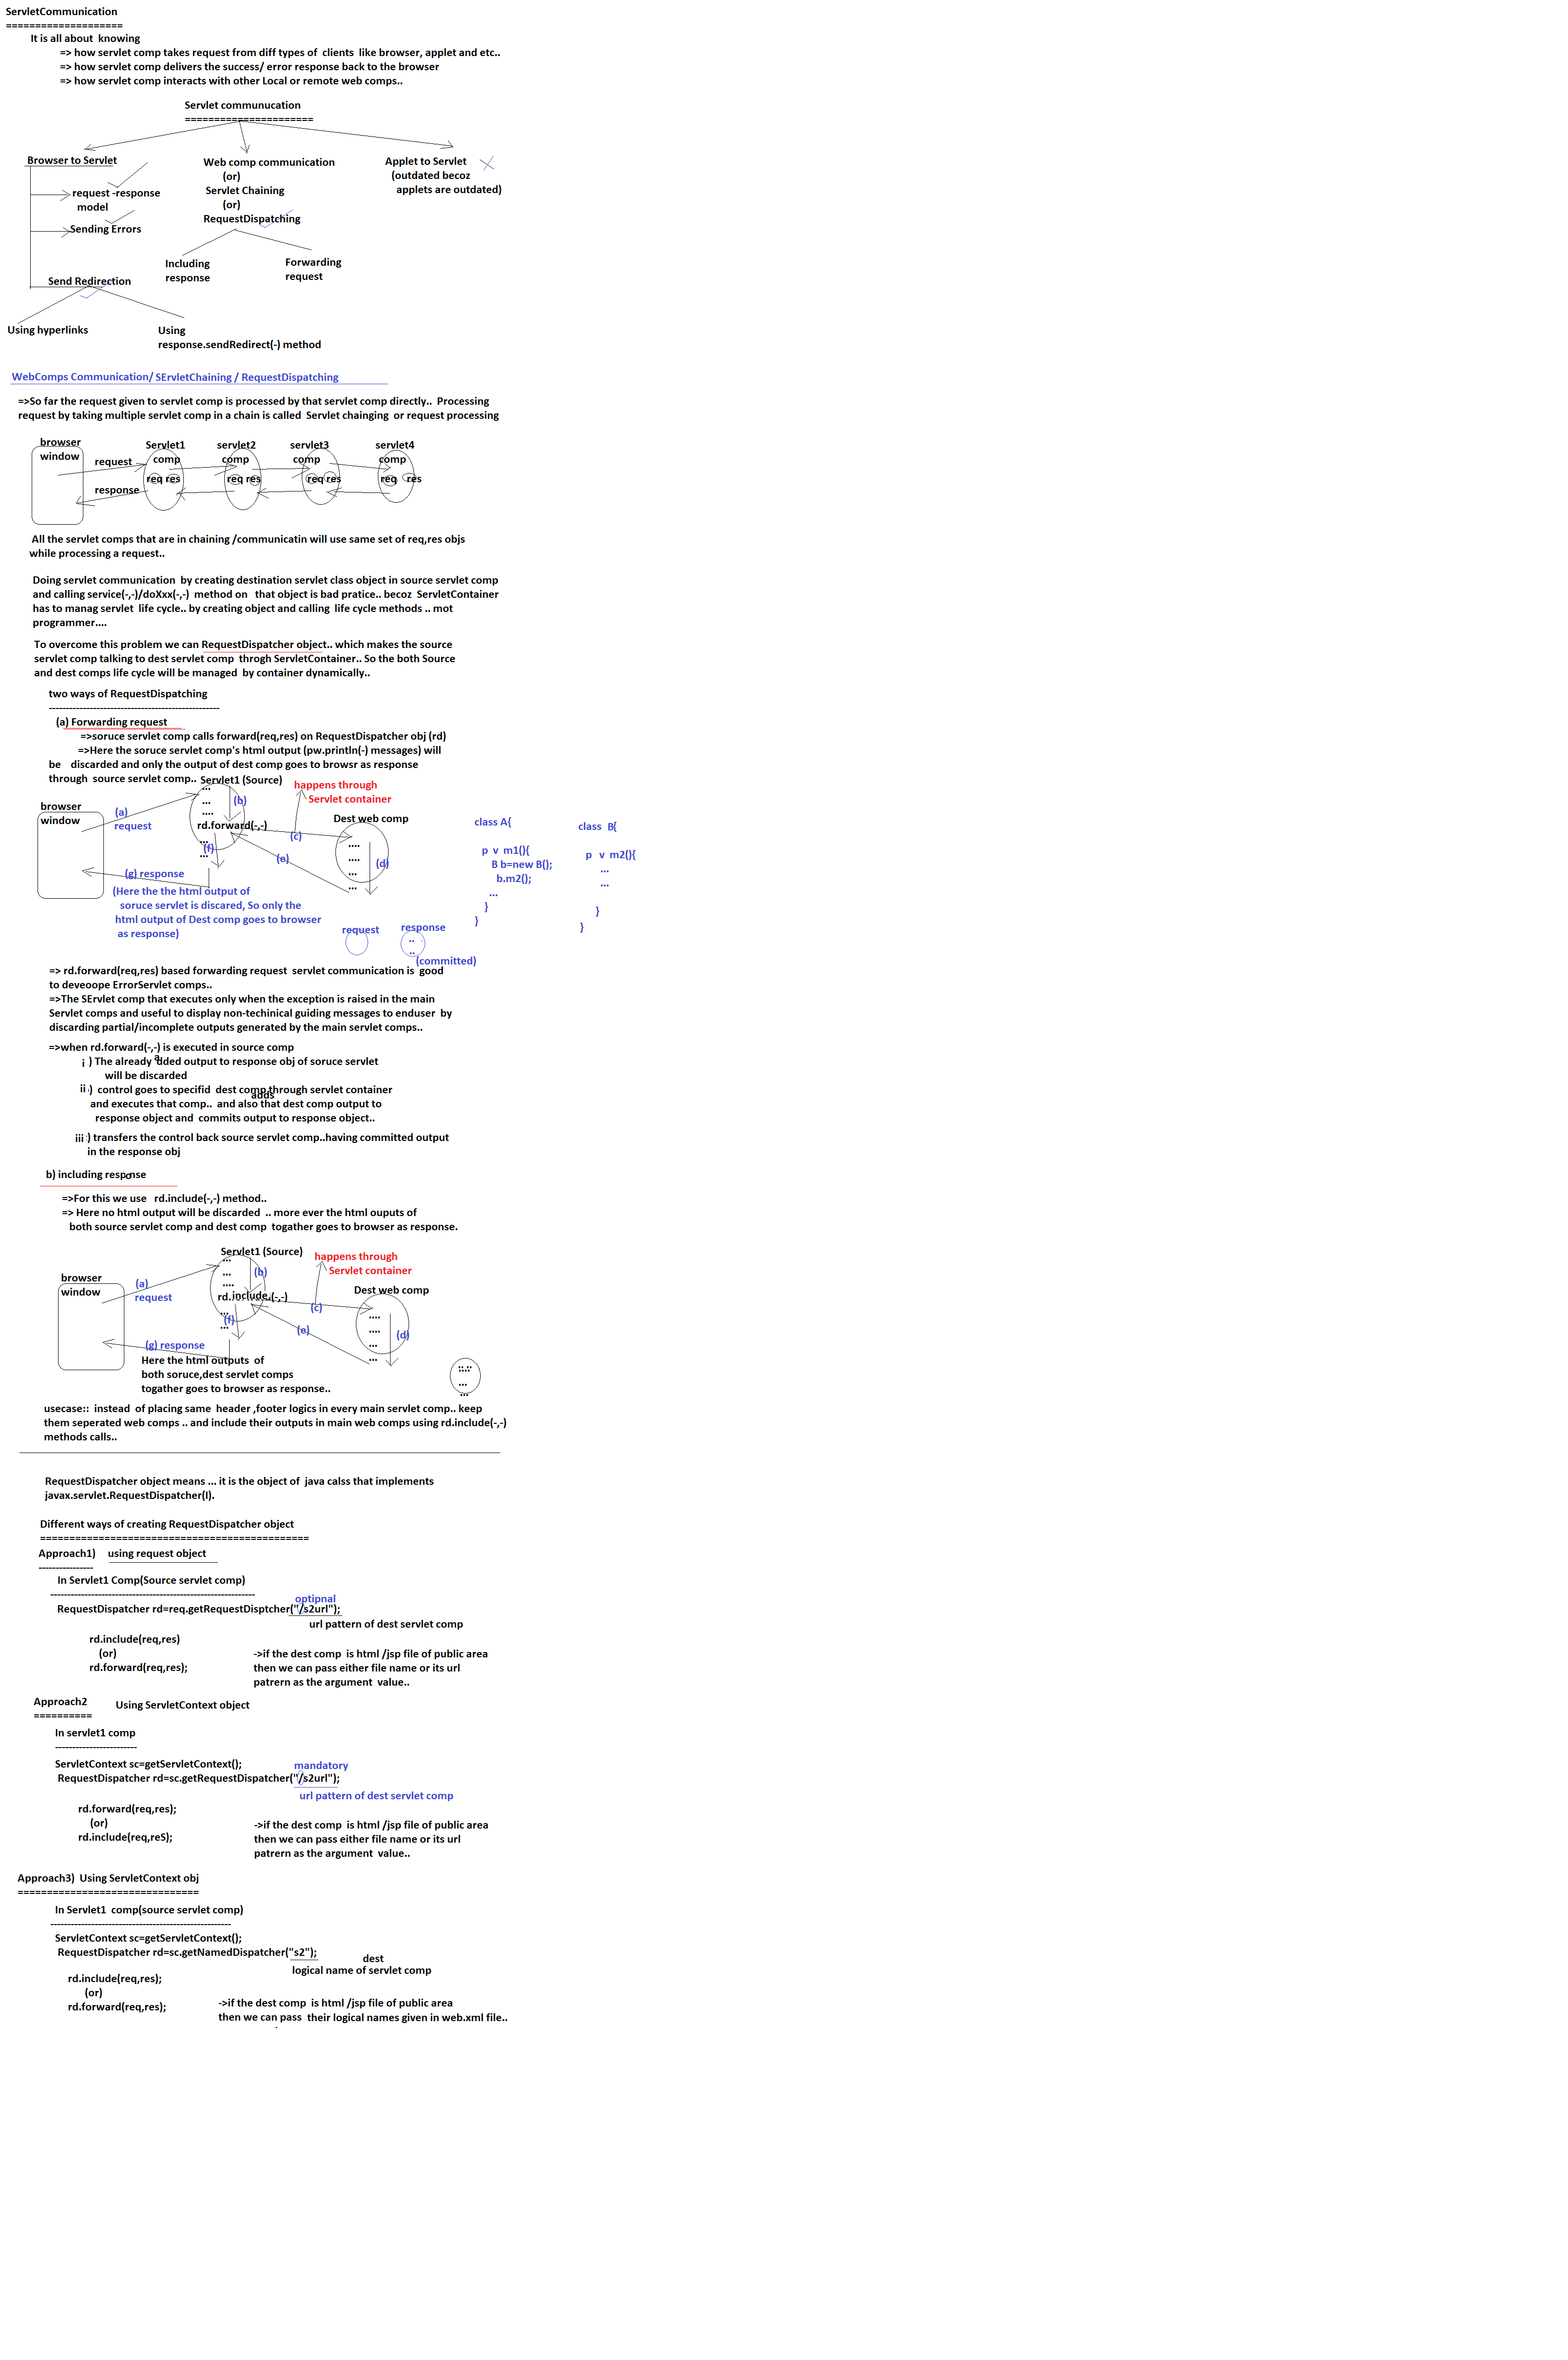 ServletCommunication
====================
It is all about knowing
=> how servlet comp takes request from diff types of clients like browser, applet and etc..
=> how servlet comp delivers the success/ error response back to the browser
=> how servlet comp interacts with other Local or remote web comps..
Servlet communucation
======================
Browser to Servlet
request -response
model
Sending Errors
Send Redirection
Using hyperlinks
Using
response.sendRedirect(-) method
Web comp communication
(or)
Servlet Chaining
(or)
RequestDispatching
Including
response
Forwarding
request
Applet to Servlet
(outdated becoz
applets are outdated)
WebComps Communication/ SErvletChaining / RequestDispatching
=>So far the request given to servlet comp is processed by that servlet comp directly.. Processing
request by taking multiple servlet comp in a chain is called Servlet chainging or request processing
browser
window
request
response
Servlet1
comp
req res
servlet2
comp
req res
servlet3
comp
req res
servlet4
comp
req res
All the servlet comps that are in chaining /communicatin will use same set of req,res objs
while processing a request..
Doing servlet communication by creating destination servlet class object in source servlet comp
and calling service(-,-)/doXxx(-,-) method on that object is bad pratice.. becoz ServletContainer
has to manag servlet life cycle.. by creating object and calling life cycle methods .. mot
programmer....
To overcome this problem we can RequestDispatcher object.. which makes the source
servlet comp talking to dest servlet comp throgh ServletContainer.. So the both Source
and dest comps life cycle will be managed by container dynamically..
two ways of RequestDispatching
--------------------------------------------------
(a) Forwarding request
=>soruce servlet comp calls forward(req,res) on RequestDispatcher obj (rd)
=>Here the soruce servlet comp's html output (pw.println(-) messages) will
be discarded and only the output of dest comp goes to browsr as response
through source servlet comp..
Servlet1 (Source)
happens through
Servlet container
browser
window
(a)
request
...
...
....
(b)
rd.forward(-,-)
...
(f)
...
(c)
(e)
Dest web comp
....
....
...
...
(d)
(g) response
(Here the the html output of
soruce servlet is discared, So only the
html output of Dest comp goes to browser
as response)
request
response
..
..
(committed)
class A{
p v m1(){
B b=new B();
b.m2();
...
}
}
class B{
p v m2(){
...
...
}
}
=> rd.forward(req,res) based forwarding request servlet communication is good
to deveoope ErrorServlet comps..
=>The SErvlet comp that executes only when the exception is raised in the main
Servlet comps and useful to display non-techinical guiding messages to enduser by
discarding partial/incomplete outputs generated by the main servlet comps..
=>when rd.forward(-,-) is executed in source comp
i ) The already added output to response obj of soruce servlet
will be discarded
ii ) control goes to specifid dest comp through servlet container
and executes that comp.. and also that dest comp adds output to
response object and commits output to response object..
iii ) transfers the control back source servlet comp..having committed output
in the response obj
b) including response
=>For this we use rd.include(-,-) method..
=> Here no html output will be discarded .. more ever the html ouputs of
both source servlet comp and dest comp togather goes to browser as response.
Servlet1 (Source)
happens through
Servlet container
browser
window
(a)
request
...
...
....
(b)
rd.include.(-,-)
...
(f)
...
(c)
(e)
Dest web comp
....
....
...
...
(d)
(g) response
Here the html outputs of
both soruce,dest servlet comps
togather goes to browser as response..
.. ..
....
...
...
usecase:: instead of placing same header ,footer logics in every main servlet comp.. keep
them seperated web comps .. and include their outputs in main web comps using rd.include(-,-)
methods calls..
RequestDispatcher object means ... it is the object of java calss that implements
javax.servlet.RequestDispatcher(I).
Different ways of creating RequestDispatcher object
==============================================
Approach1) using request object
----------------
In Servlet1 Comp(Source servlet comp)
------------------------------------------------------------
optipnal
RequestDispatcher rd=req.getRequestDisptcher("/s2url");
url pattern of dest servlet comp
rd.include(req,res)
(or)
rd.forward(req,res);
->if the dest comp is html /jsp file of public area
then we can pass either file name or its url
patrern as the argument value..
Approach2 Using ServletContext object
==========
In servlet1 comp
------------------------
ServletContext sc=getServletContext();
mandatory
RequestDispatcher rd=sc.getRequestDispatcher("/s2url");
url pattern of dest servlet comp
rd.forward(req,res);
(or)
rd.include(req,reS);
->if the dest comp is html /jsp file of public area
then we can pass either file name or its url
patrern as the argument value..
Approach3) Using ServletContext obj
===============================
In Servlet1 comp(source servlet comp)
-----------------------------------------------------
ServletContext sc=getServletContext();
RequestDispatcher rd=sc.getNamedDispatcher("s2");
dest
logical name of servlet comp
rd.include(req,res);
(or)
rd.forward(req,res);
->if the dest comp is html /jsp file of public area
then we can pass their logical names given in web.xml file..